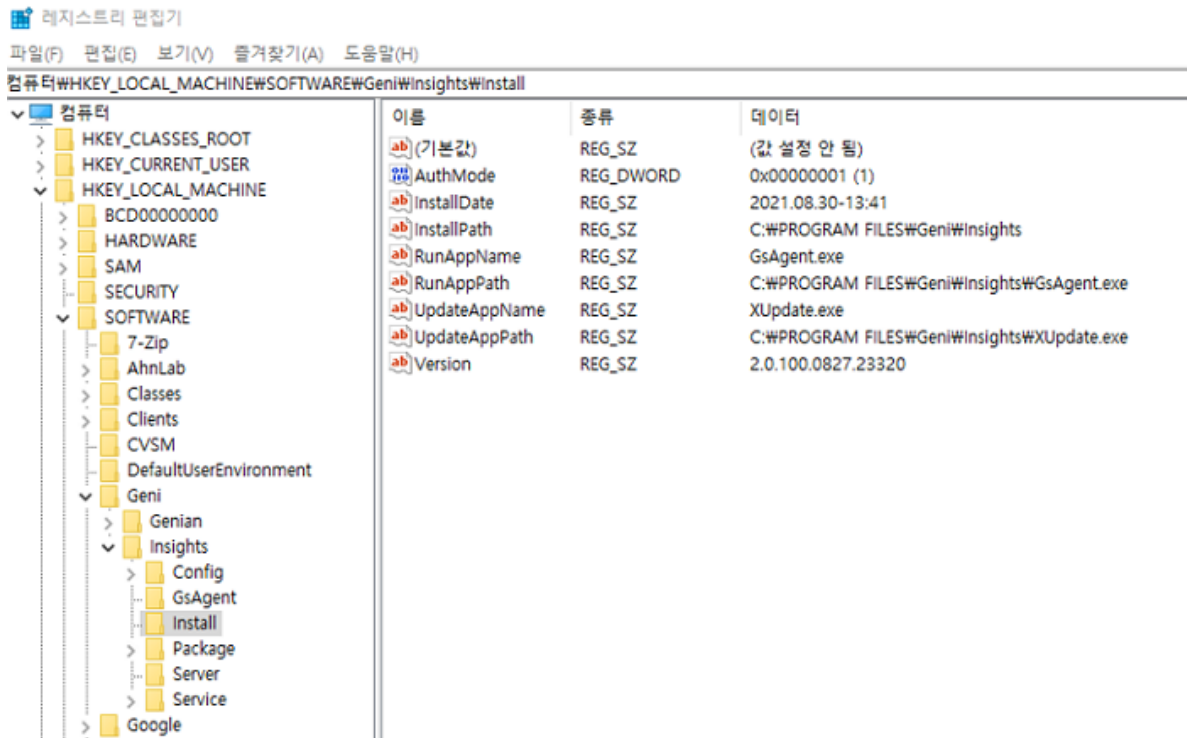 레지스트리 편집기
파일(F) 편집(E) 보기(V) 즐겨찾기(A) 도움말(H)
컴퓨터₩HKEY_LOCAL_MACHINE₩SOFTWARE₩Geni₩Insights₩Install
컴퓨터
HKEY_CLASSES_ROOT
HKEY_CURRENT_USER
HKEY_LOCAL_MACHINE
BCD00000000
HARDWARE
SAM
SECURITY
SOFTWARE
7-Zip
AhnLab
Classes
Clients
CVSM
DefaultUserEnvironment
Geni
Genian
Insights
Config
GsAgent
Install
Package
Server
Service
Google
이름 종류 데이터
(기본값) REG_SZ (값 설정 안 됨)
AuthMode REG_DWORD 0x00000001 (1)
InstallDate REG_SZ 2021.08.30-13:41
InstallPath REG_SZ C:₩PROGRAM FILES₩Geni₩Insights
RunAppName REG_SZ GsAgent.exe
RunAppPath REG_SZ C:₩PROGRAM FILES₩Geni₩Insights₩GsAgent.exe
UpdateAppName REG_SZ XUpdate.exe
UpdateAppPath REG_SZ C:₩PROGRAM FILES₩Geni₩Insights₩XUpdate.exe
Version REG_SZ 2.0.100.0827.23320